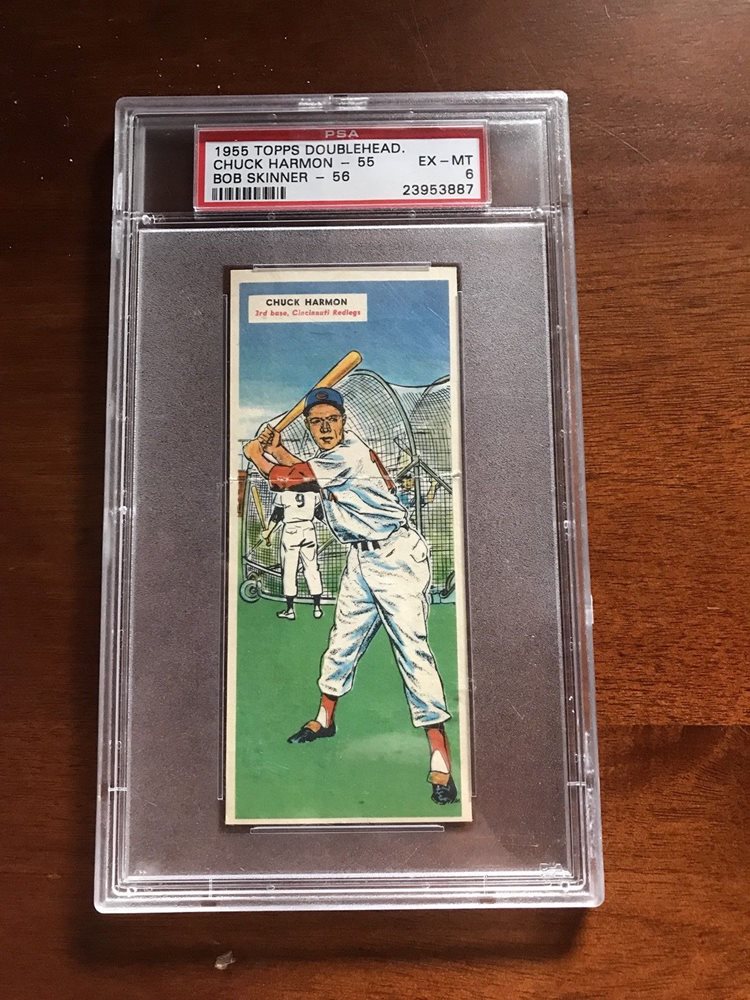 PSA
1955 TOPPS DOUBLEHEAD.
CHUCK HARMON - 55 EX-MT
BOB SKINNER - 56 6
23953887
CHUCK HARMON
3rd base, Cincinnati Redlegs
9